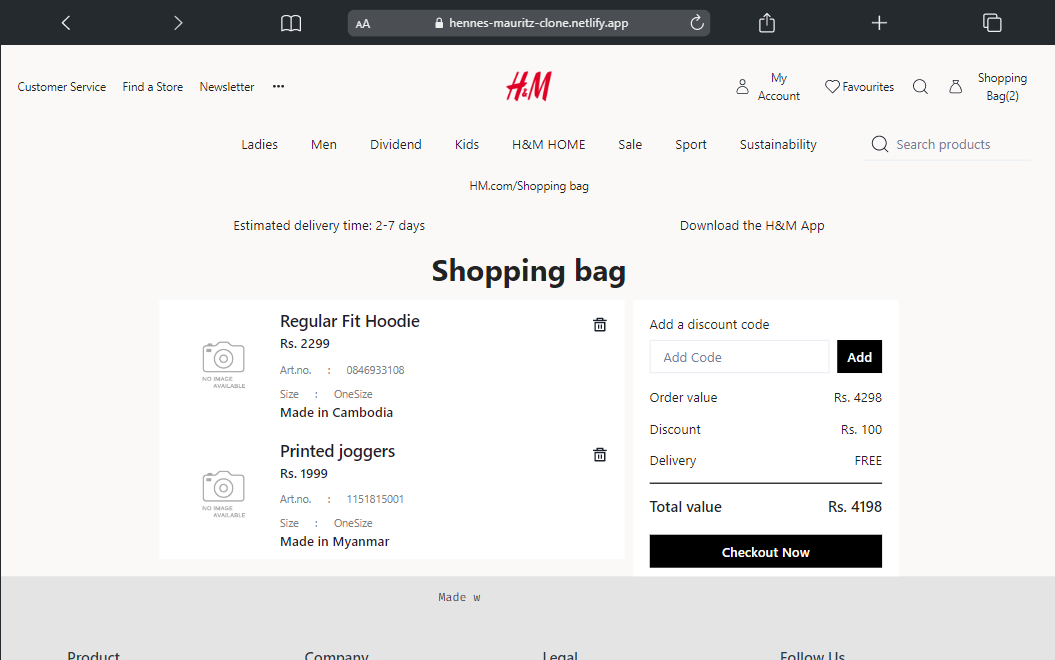 AA hennes-mauritz-clone.netlify.app
Customer Service Find a Store Newsletter ••• H&M My Account Favourites Shopping Bag(2)
Ladies Men Dividend Kids H&M HOME Sale Sport Sustainability Search products
HM.com/Shopping bag
Estimated delivery time: 2-7 days Download the H&M App
Shopping bag
Regular Fit Hoodie
Rs. 2299
NO IMAGE AVAILABLE
Art.no. : 0846933108
Size : OneSize
Made in Cambodia
Printed joggers
Rs. 1999
NO IMAGE AVAILABLE
Art.no. : 1151815001
Size : OneSize
Made in Myanmar
Add a discount code
Add Code Add
Order value Rs. 4298
Discount Rs. 100
Delivery FREE
Total value Rs. 4198
Checkout Now
Made w
Product Company Legal Follow Us